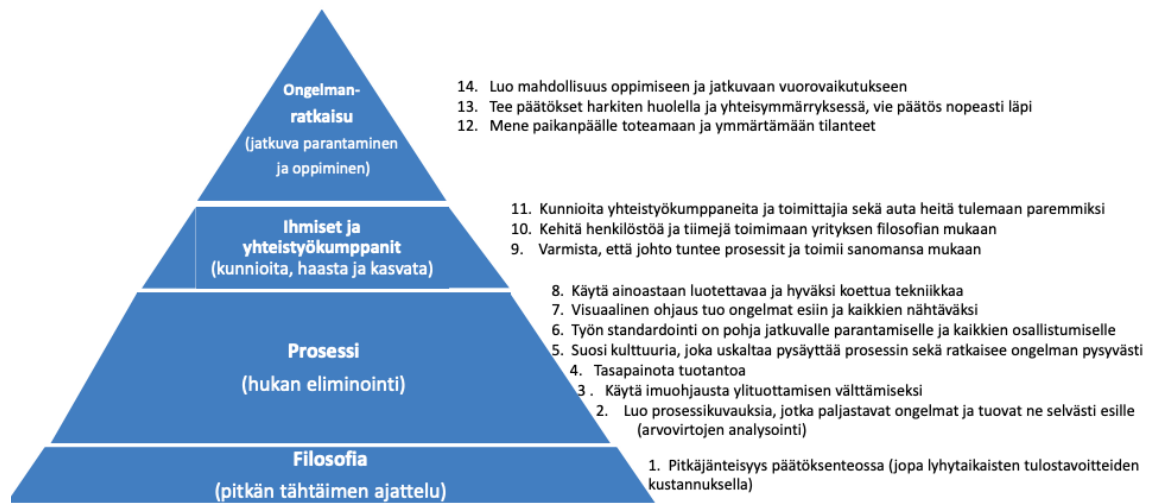 Ongelman-
ratkaisu
(jatkuva parantaminen
ja oppiminen)
14. Luo mahdollisuus oppimiseen ja jatkuvaan vuorovaikutukseen
13. Tee päätökset harkiten huolella ja yhteisymmärryksessä, vie päätös nopeasti läpi
12. Mene paikanpäälle toteamaan ja ymmärtämään tilanteet
Ihmiset ja
yhteistyökumppanit
(kunnioita, haasta ja kasvata)
11. Kunnioita yhteistyökumppaneita ja toimittajia sekä auta heitä tulemaan paremmiksi
10. Kehitä henkilöstöä ja tiimejä toimimaan yrityksen filosofian mukaan
9. Varmista, että johto tuntee prosessit ja toimii sanomansa mukaan
Prosessi
(hukan eliminointi)
8. Käytä ainoastaan luotettavaa ja hyväksi koettua tekniikkaa
7. Visuaalinen ohjaus tuo ongelmat esiin ja kaikkien nähtäväksi
6. Työn standardointi on pohja jatkuvalle parantamiselle ja kaikkien osallistumiselle
5. Suosi kulttuuria, joka uskaltaa pysäyttää prosessin sekä ratkaisee ongelman pysyvästi
4. Tasapainota tuotantoa
3 . Käytä imuohjausta ylituottamisen välttämiseksi
2. Luo prosessikuvauksia, jotka paljastavat ongelmat ja tuovat ne selvästi esille
(arvovirtojen analysointi)
Filosofia
(pitkän tähtäimen ajattelu)
1. Pitkäjänteisyys päätöksenteossa (jopa lyhytaikaisten tulostavoitteiden
kustannuksella)